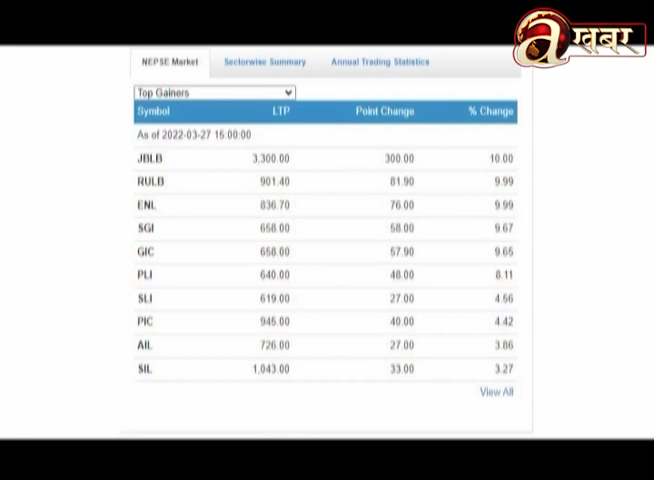 a खबर
NEPSE Market Sectorwise Summary Annual Trading Statistics
Top Gainers
Symbol LTP Point Change % Change
As of 2022-03-27 15:00:00
JBLB 3,300.00 300.00 10.00
RULB 901.40 81.90 9.99
ENL 836.70 76.00 9.99
SGI 658.00 58.00 9.67
GIC 658.00 57.90 9.65
PLI 640.00 48.00 8.11
SLI 619.00 27.00 4.56
PIC 945.00 40.00 4.42
AIL 726.00 27.00 3.86
SIL 1,043.00 33.00 3.27
View All